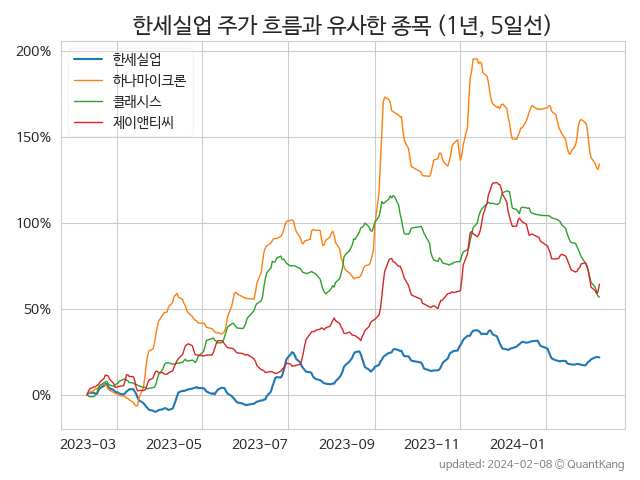 한세실업 주가 흐름과 유사한 종목 (1년, 5일선)
200%
150%
100%
50%
0%
한세실업
하나마이크론
클래시스
제이앤티씨
2023-03 2023-05 2023-07 2023-09 2023-11 2024-01
updated: 2024-02-08 © QuantKang